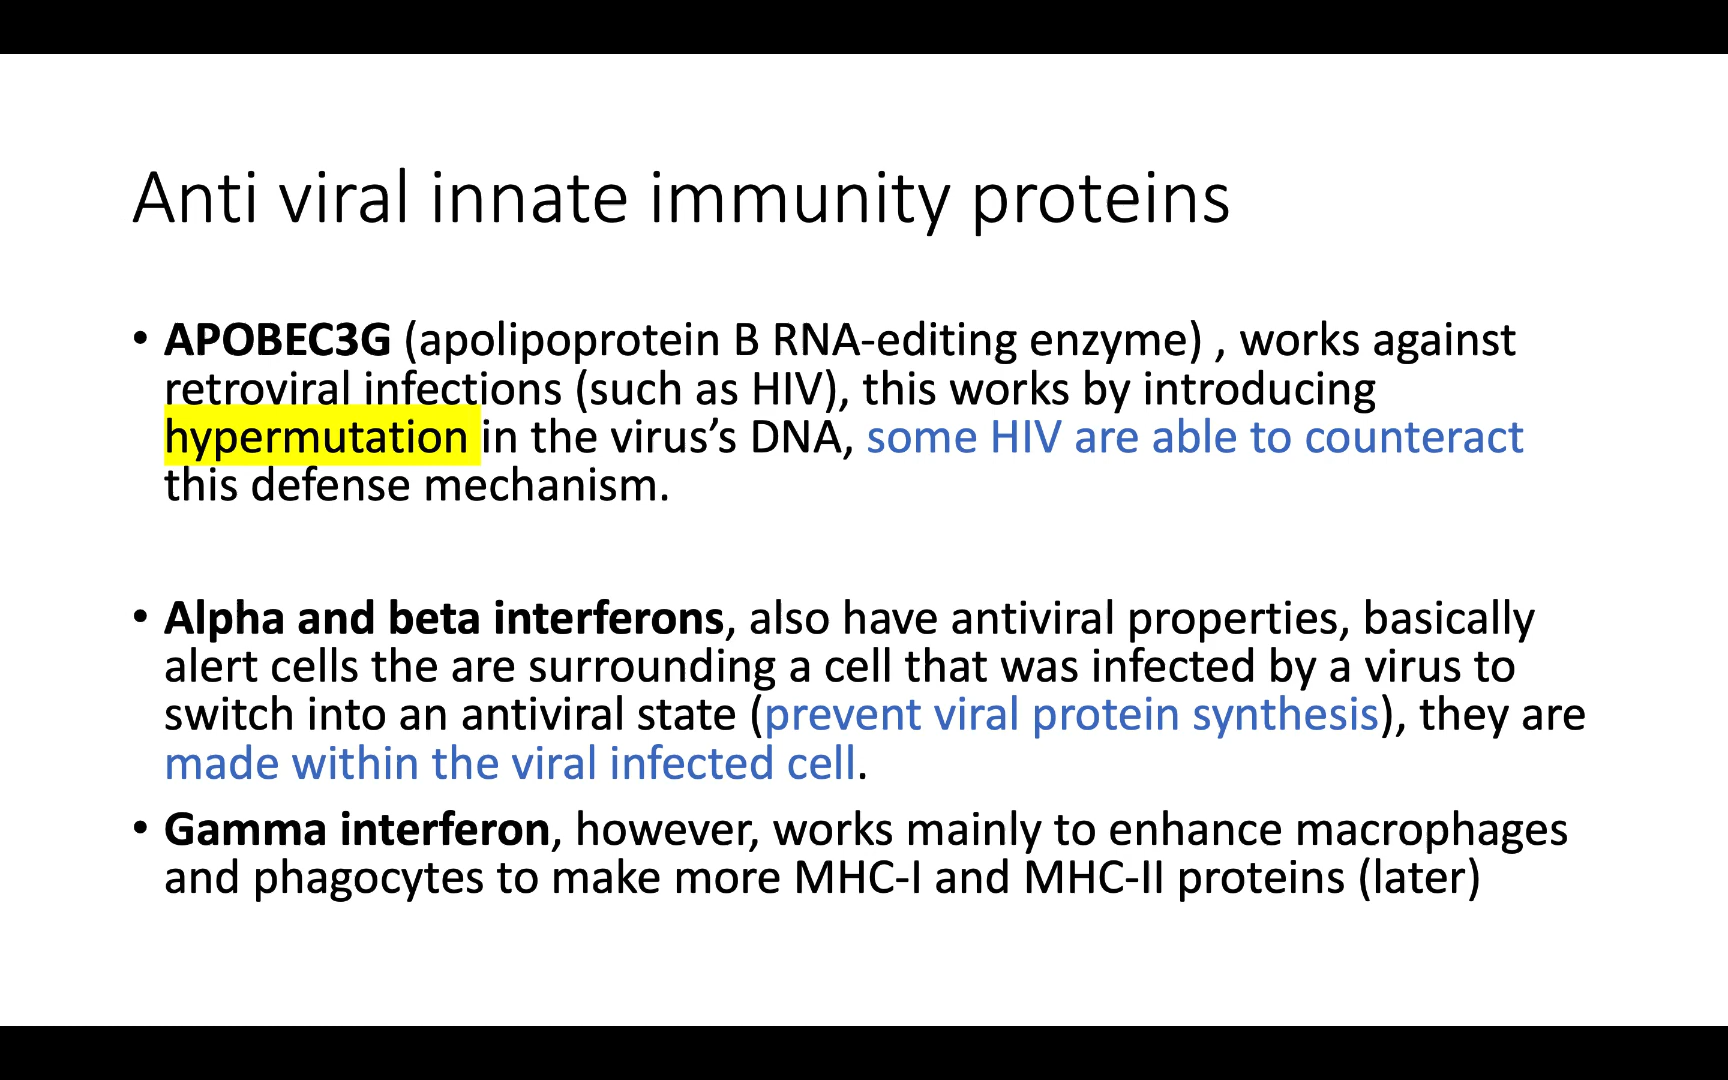 Anti viral innate immunity proteins
• APOBEC3G (apolipoprotein B RNA-editing enzyme) , works against
retroviral infections (such as HIV), this works by introducing
hypermutation in the virus’s DNA, some HIV are able to counteract
this defense mechanism.
• Alpha and beta interferons, also have antiviral properties, basically
alert cells the are surrounding a cell that was infected by a virus to
switch into an antiviral state (prevent viral protein synthesis), they are
made within the viral infected cell.
• Gamma interferon, however, works mainly to enhance macrophages
and phagocytes to make more MHC-I and MHC-II proteins (later)